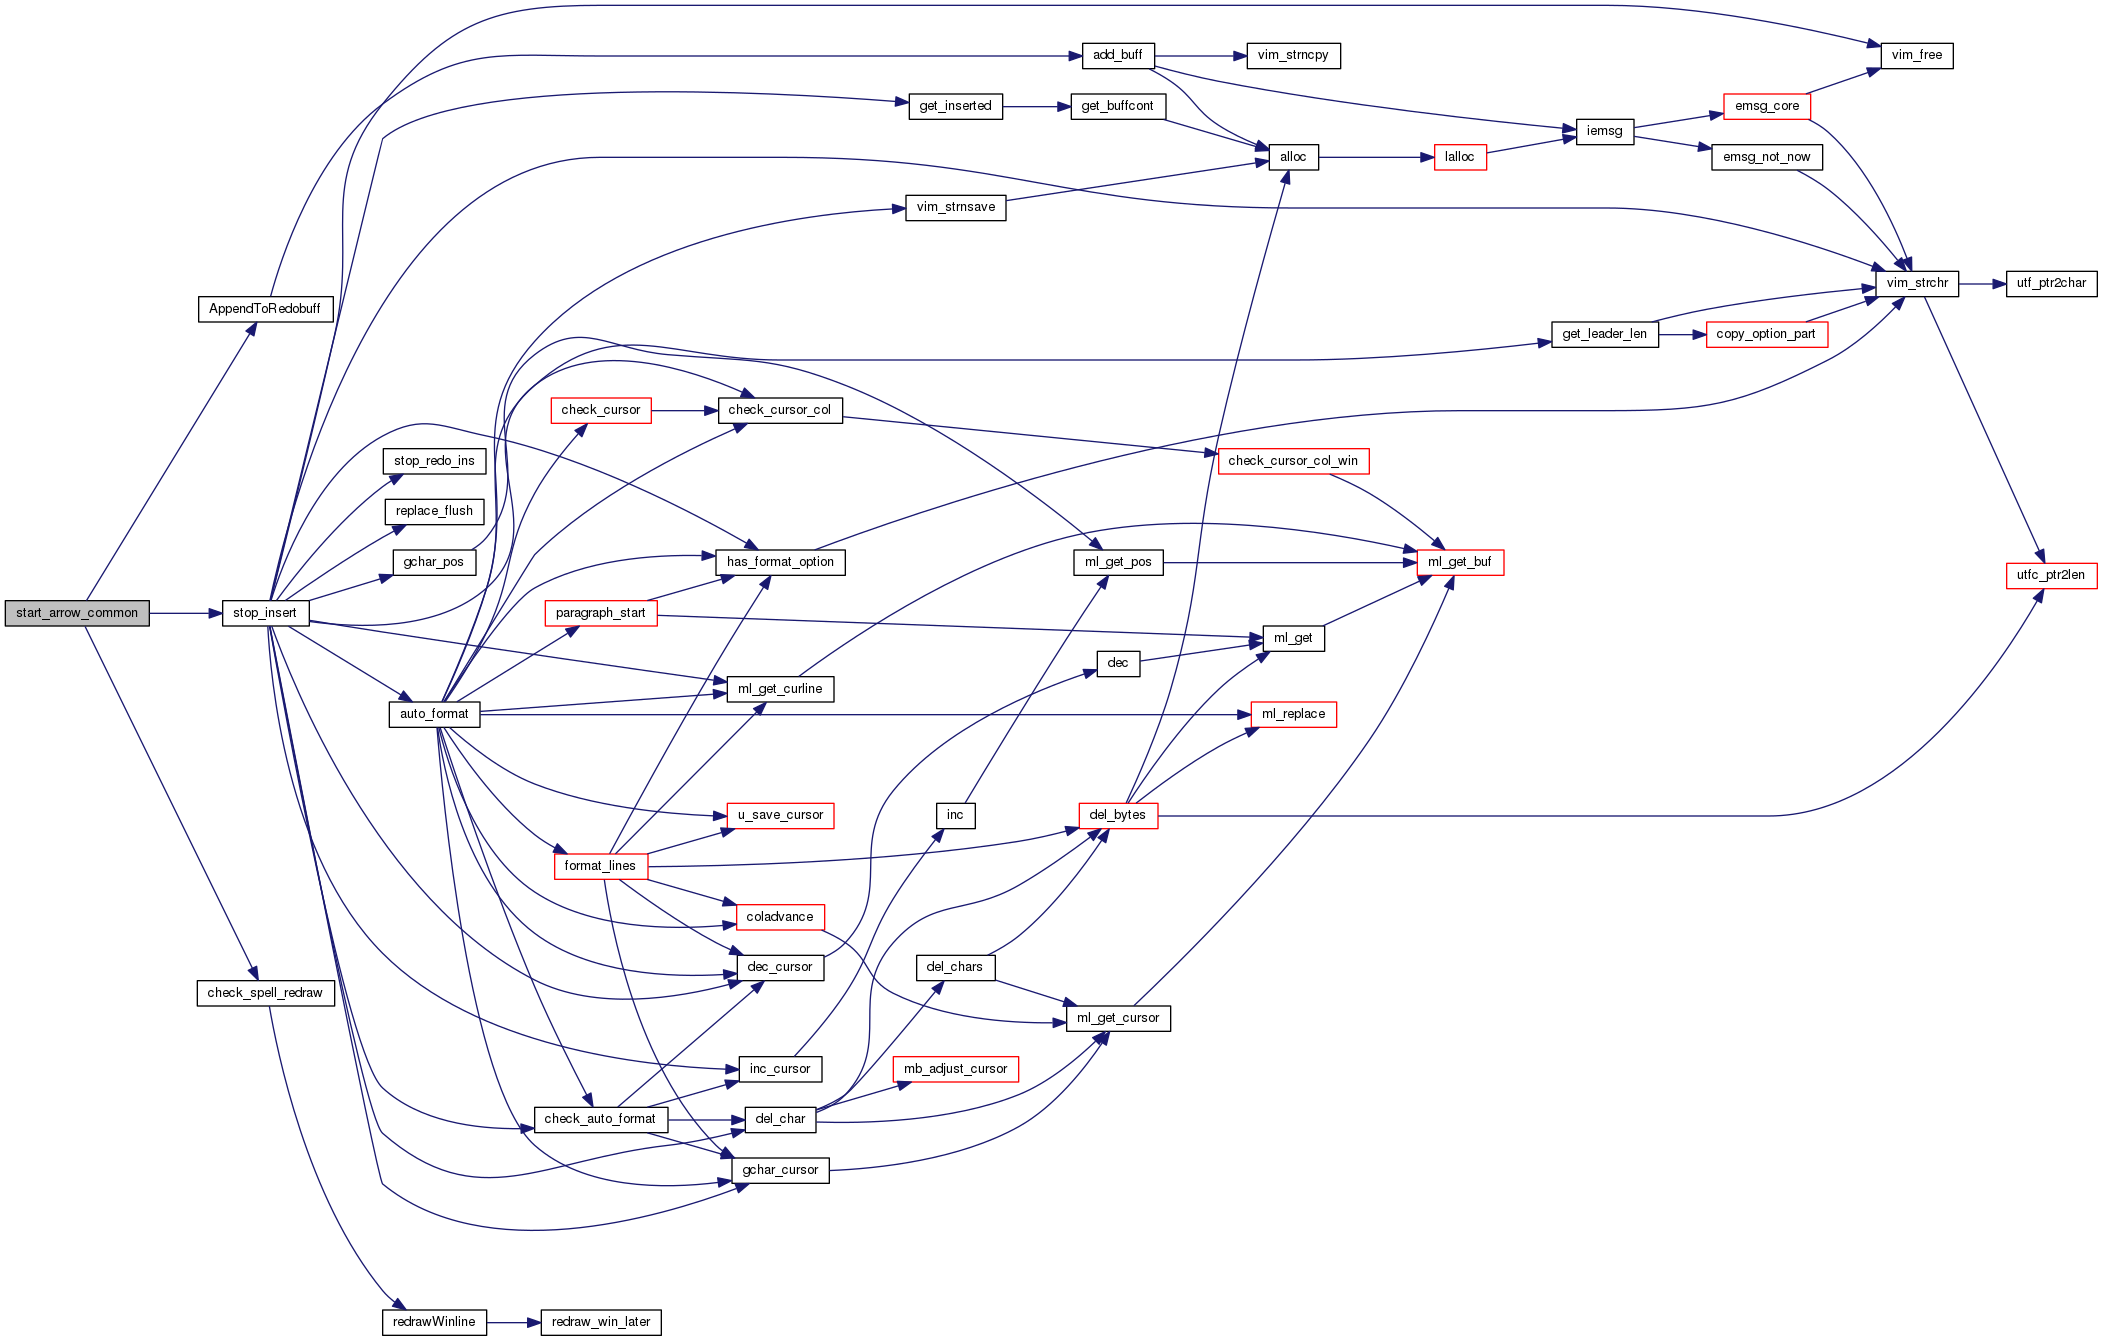 add_buff
vim_strncpy
vim_free
get_inserted
get_buffcont
emsg_core
iemsg
alloc
lalloc
emsg_not_now
vim_strnsave
vim_strchr
utf_ptr2char
AppendToRedobuff
get_leader_len
copy_option_part
check_cursor
check_cursor_col
stop_redo_ins
check_cursor_col_win
replace_flush
gchar_pos
has_format_option
ml_get_pos
ml_get_buf
utfc_ptr2len
start_arrow_common
stop_insert
paragraph_start
ml_get
dec
ml_get_curline
auto_format
ml_replace
u_save_cursor
inc
del_bytes
format_lines
coladvance
dec_cursor
del_chars
check_spell_redraw
ml_get_cursor
inc_cursor
mb_adjust_cursor
check_auto_format
del_char
gchar_cursor
redrawWinline
redraw_win_later